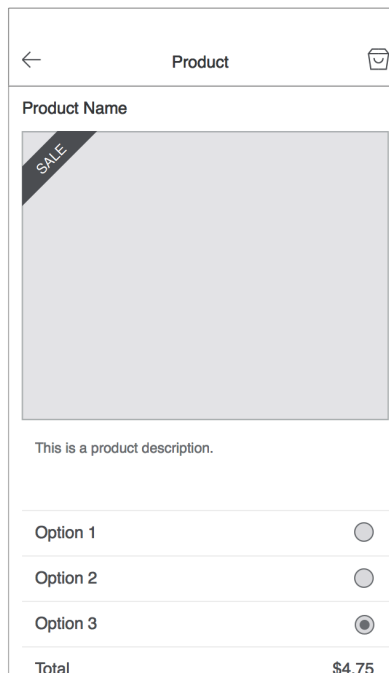 Product
Product Name
SALE
This is a product description.
Option 1
Option 2
Option 3
Total $4.75